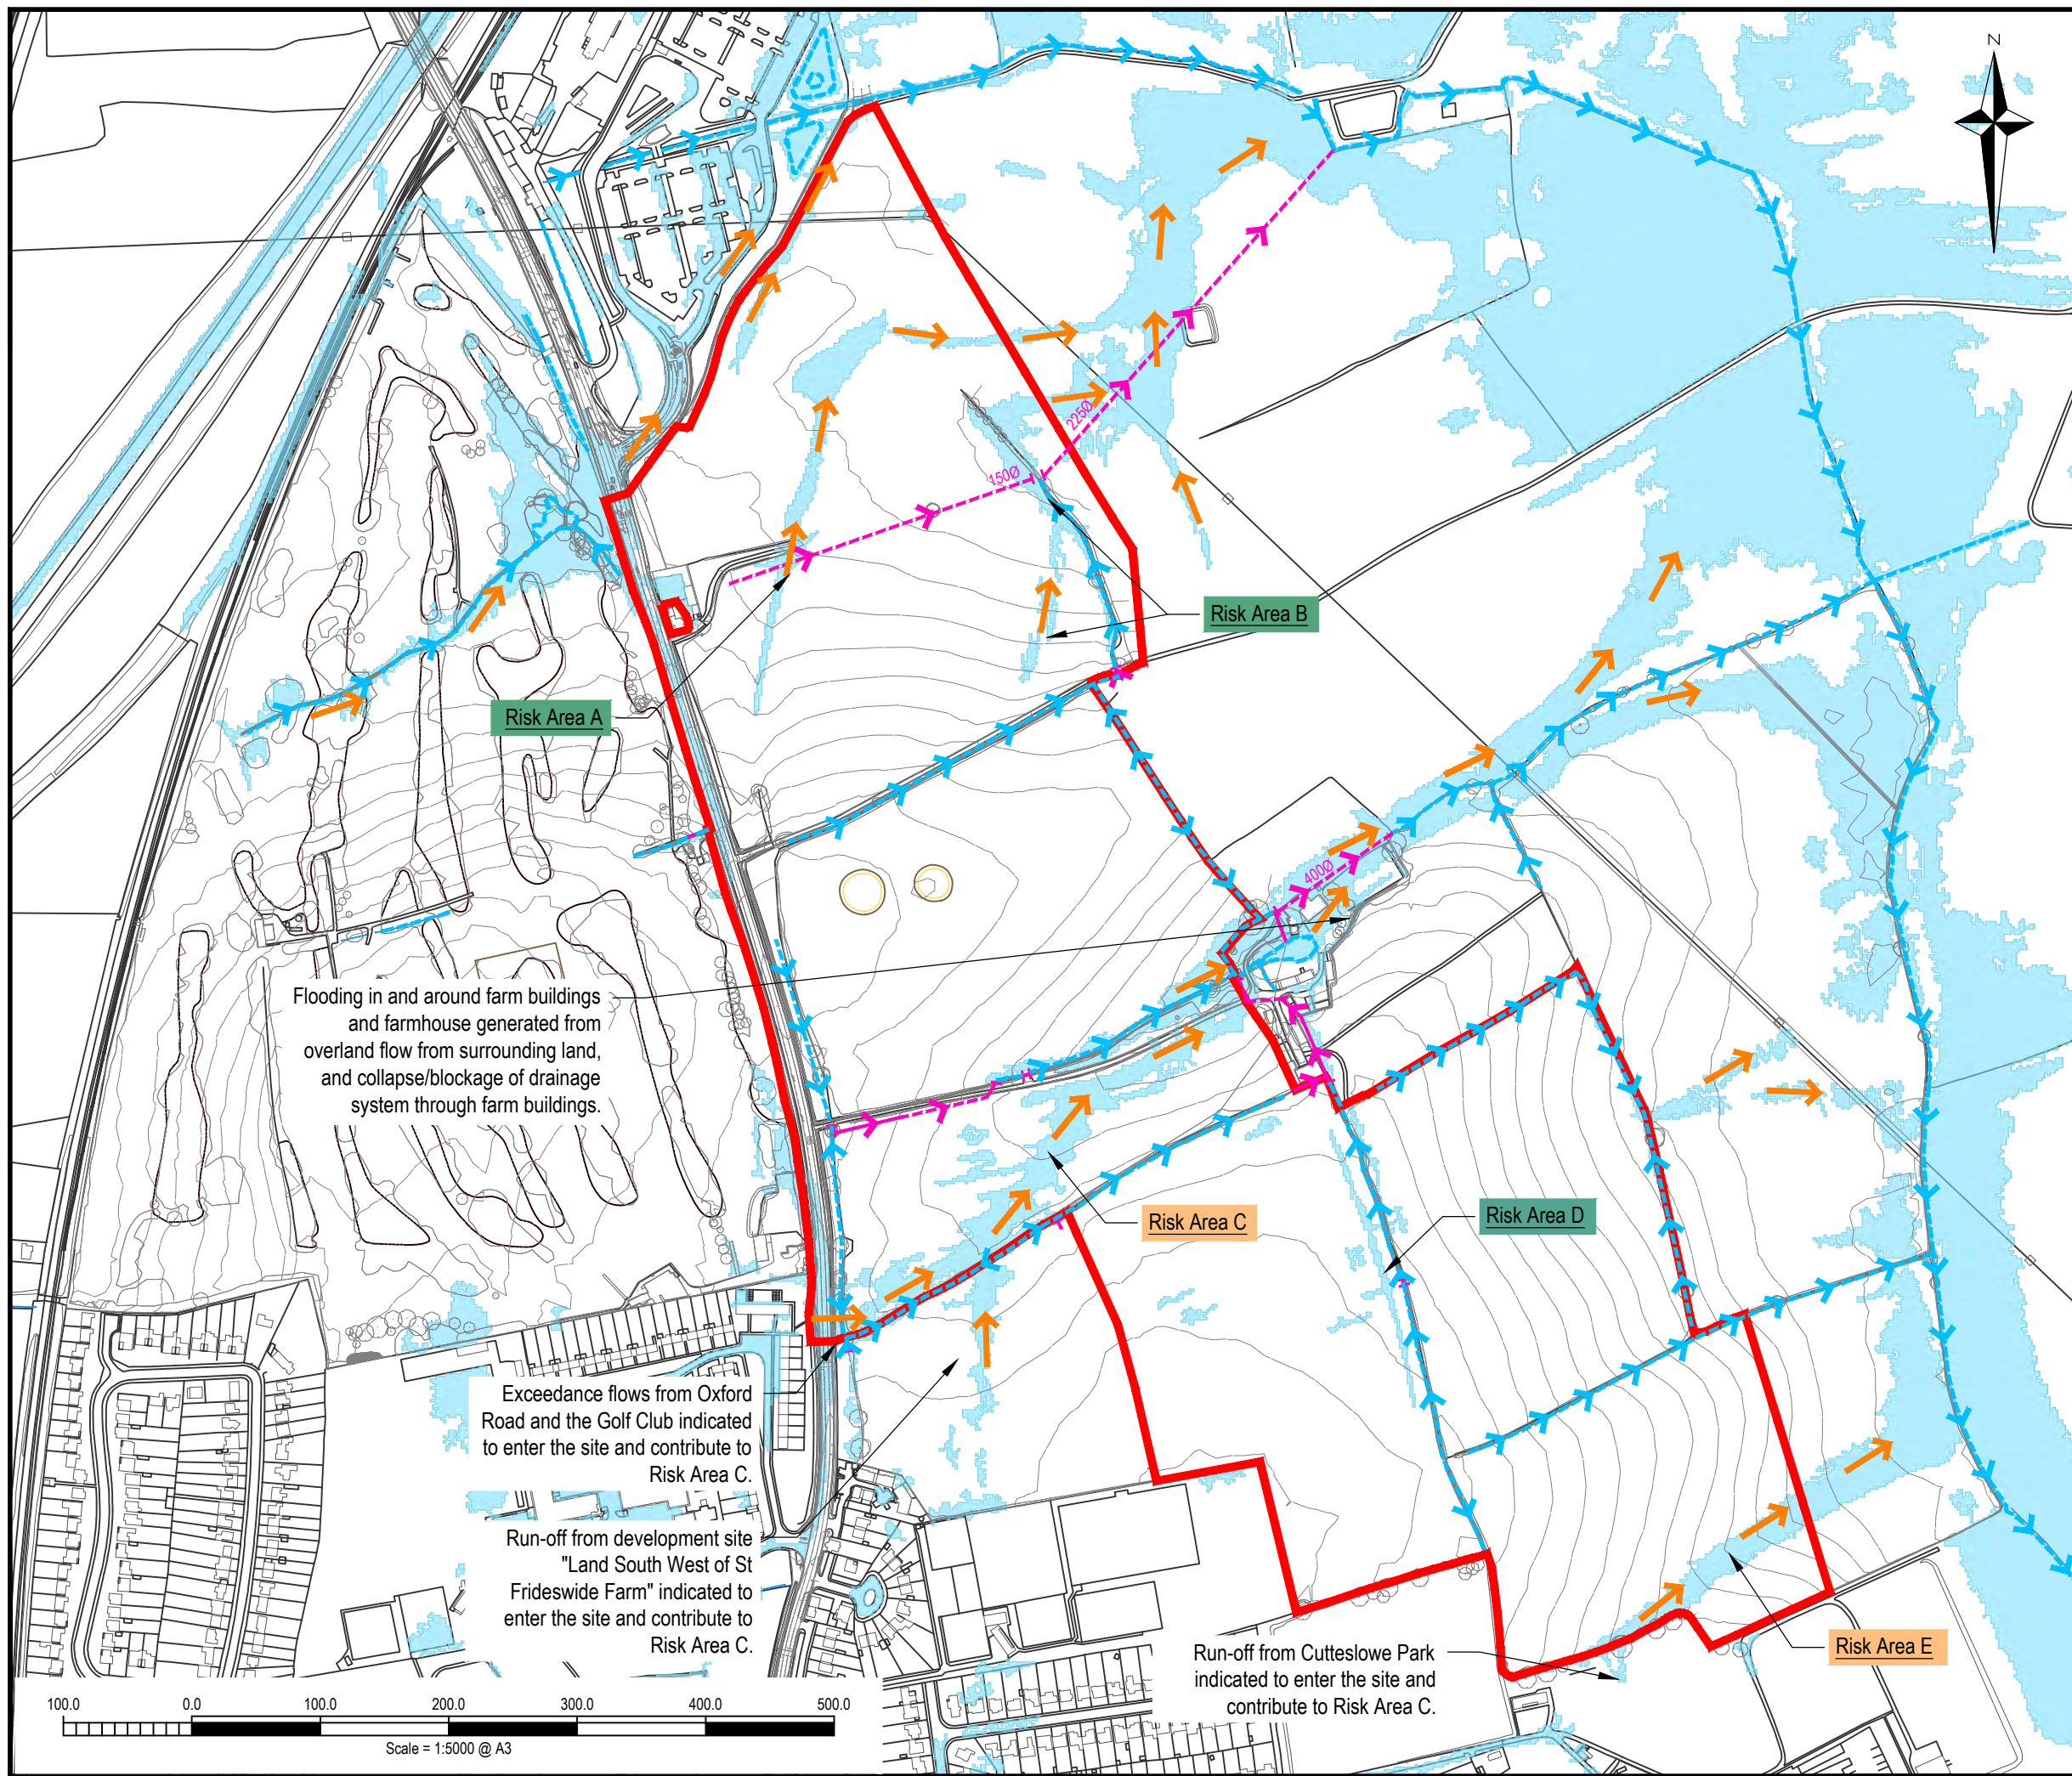 N
225Ø
150Ø
Risk Area B
Risk Area A
400Ø
Flooding in and around farm buildings
and farmhouse generated from
overland flow from surrounding land,
and collapse/blockage of drainage
system through farm buildings.
Risk Area C
Risk Area D
Exceedance flows from Oxford
Road and the Golf Club indicated
to enter the site and contribute to
Risk Area C.
Run-off from development site
"Land South West of St
Frideswide Farm" indicated to
enter the site and contribute to
Risk Area C.
Run-off from Cutteslowe Park
indicated to enter the site and
contribute to Risk Area C.
Risk Area E
100.0 0.0 100.0 200.0 300.0 400.0 500.0
Scale = 1:5000 @ A3